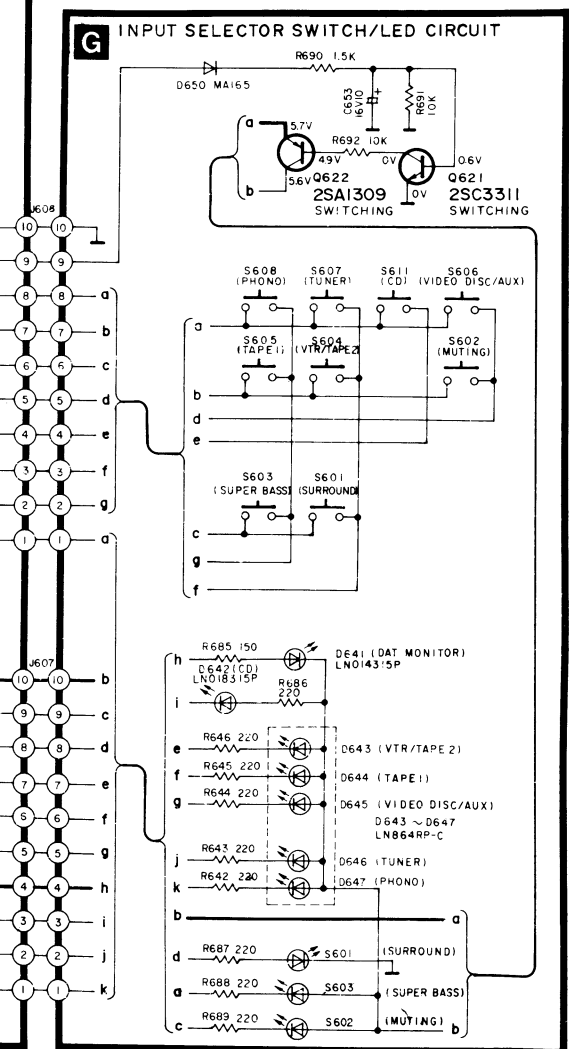 G INPUT SELECTOR SWITCH/LED CIRCUIT
R690 1.5K
D650 MA165
C653
16V10
+
R691
10K
a
5.7V
R692 10K
4.9V
0V
0.6V
b
5.6V
Q622
2SA1309
SWITCHING
0V
Q621
2SC3311
SWITCHING
J608
10 10
9 9
8 8 a
7 7 b
6 6 c
5 5 d
4 4 e
3 3 f
2 2 g
1 1 a
S608
(PHONO)
S607
(TUNER)
S611
(CD)
S606
(VIDEO DISC/AUX)
a
S605
(TAPE1)
S604
(VTR/TAPE2)
S602
(MUTING)
b
d
e
S603
(SUPER BASS)
S601
(SURROUND)
c
g
f
J607
10 10 b
9 9 c
8 8 d
7 7 e
6 6 f
5 5 g
4 4 h
3 3 i
2 2 j
1 1 k
h R685 150
D641 (DAT MONITOR)
LN014315P
D642(CD)
LN018315P
i
R686
220
e R646 220 D643 (VTR/TAPE2)
f R645 220 D644 (TAPE1)
g R644 220 D645 (VIDEO DISC/AUX)
D643 ~ D647
LN864RP-C
j R643 220 D646 (TUNER)
k R642 220 D647 (PHONO)
b a
d R687 220 S601 (SURROUND)
a R688 220 S603 (SUPER BASS)
c R689 220 S602 (MUTING) b